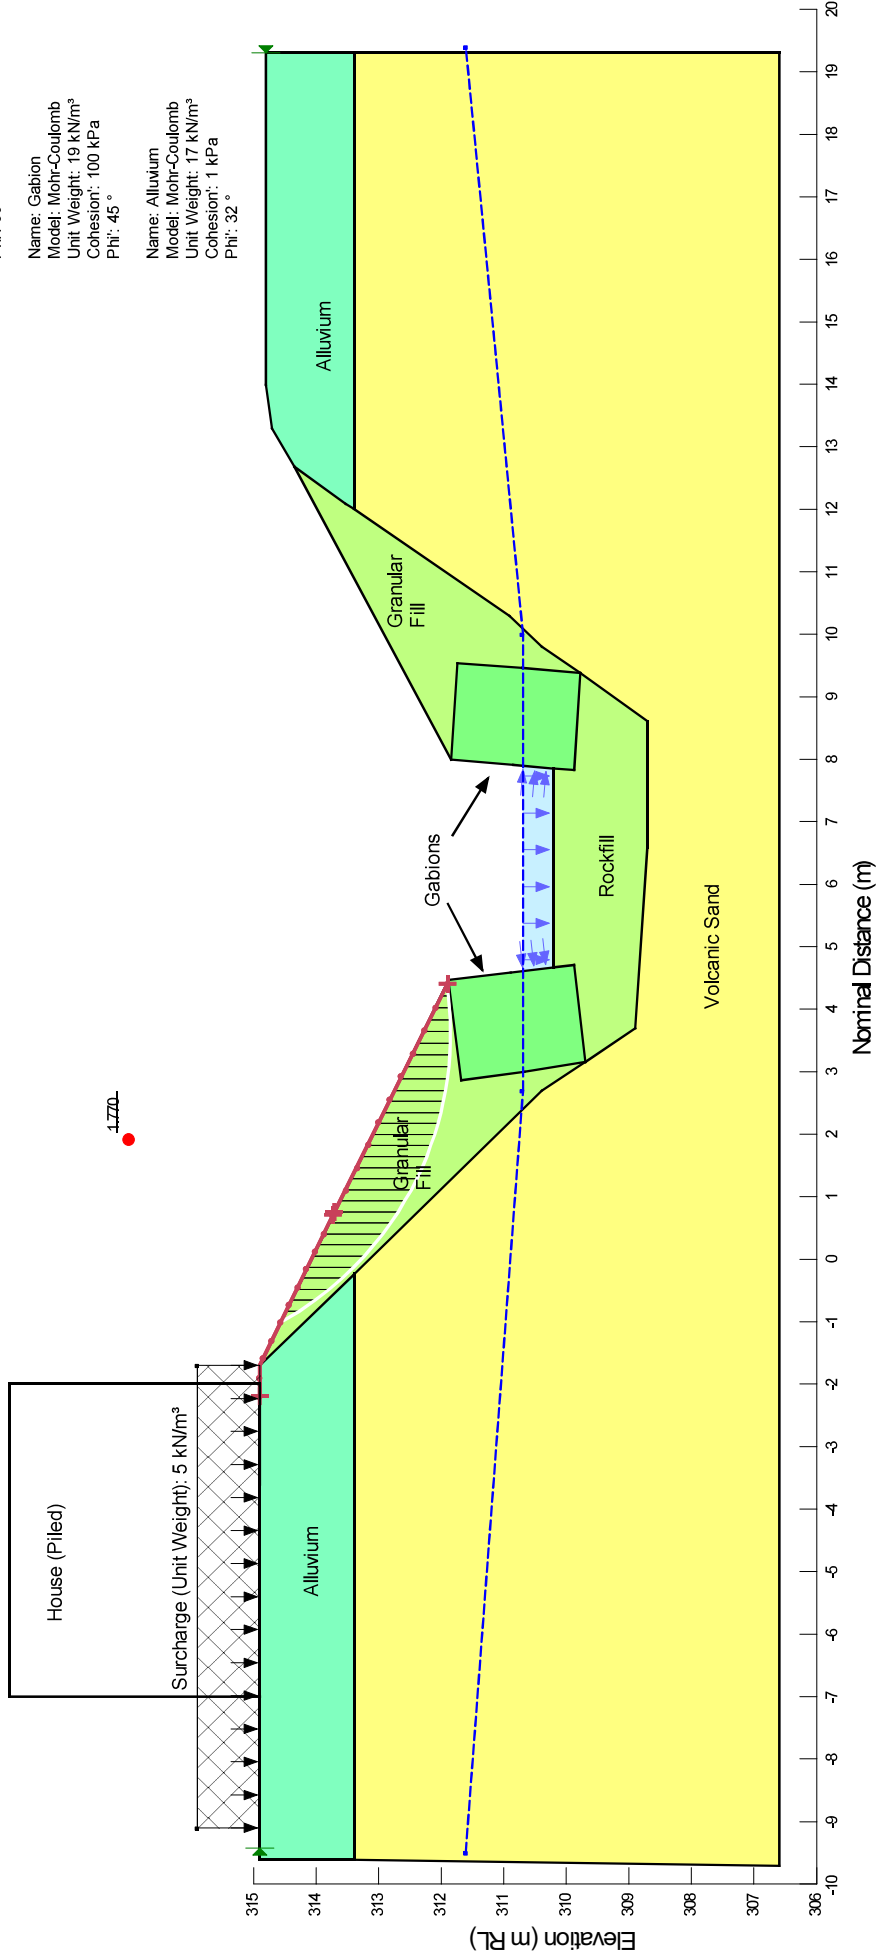 Name: Gabion
Model: Mohr-Coulomb
Unit Weight: 19 kN/m³
Cohesion': 100 kPa
Phi': 45 °
Name: Alluvium
Model: Mohr-Coulomb
Unit Weight: 17 kN/m³
Cohesion': 1 kPa
Phi': 32 °
House (Piled)
1.770
Surcharge (Unit Weight): 5 kN/m³
Alluvium
Granular
Fill
Gabions
Granular
Fill
Alluvium
Rockfill
Volcanic Sand
Elevation (m RL)
315
314
313
312
311
310
309
308
307
306
-10
-9
-8
-7
-6
-5
-4
-3
-2
-1
0
1
2
3
4
5
6
7
8
9
10
11
12
13
14
15
16
17
18
19
20
Nominal Distance (m)